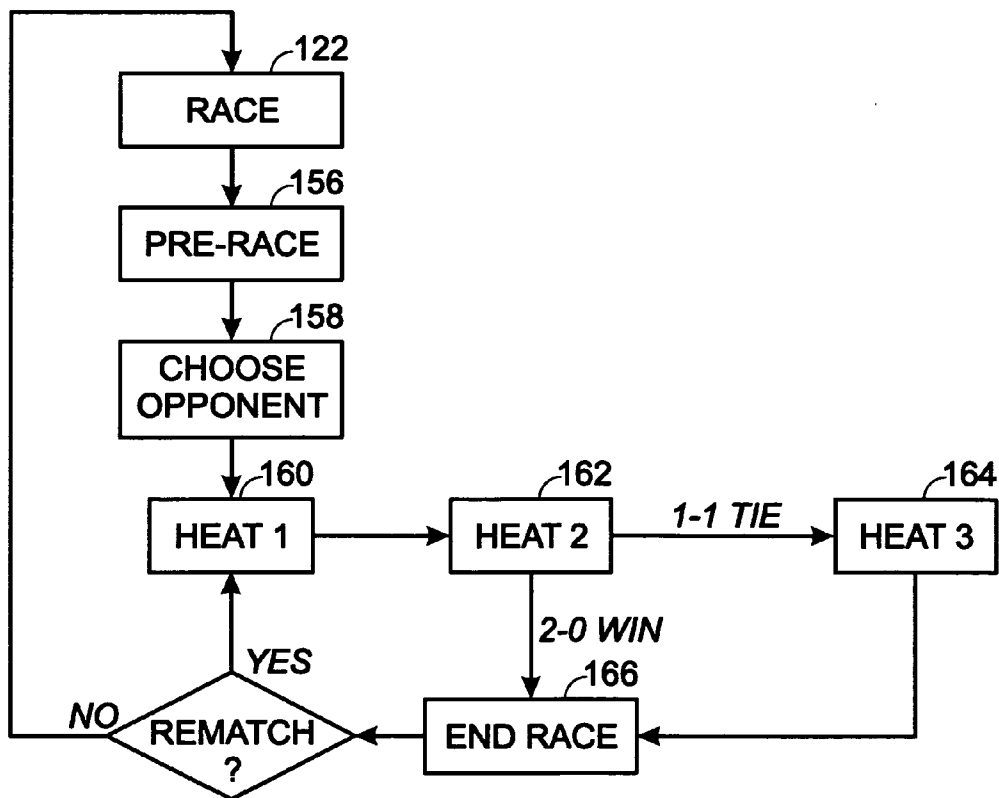 122
RACE
156
PRE-RACE
158
CHOOSE
OPPONENT
160
HEAT 1
162
HEAT 2
1-1 TIE
164
HEAT 3
2-0 WIN
166
END RACE
YES
NO
REMATCH
?